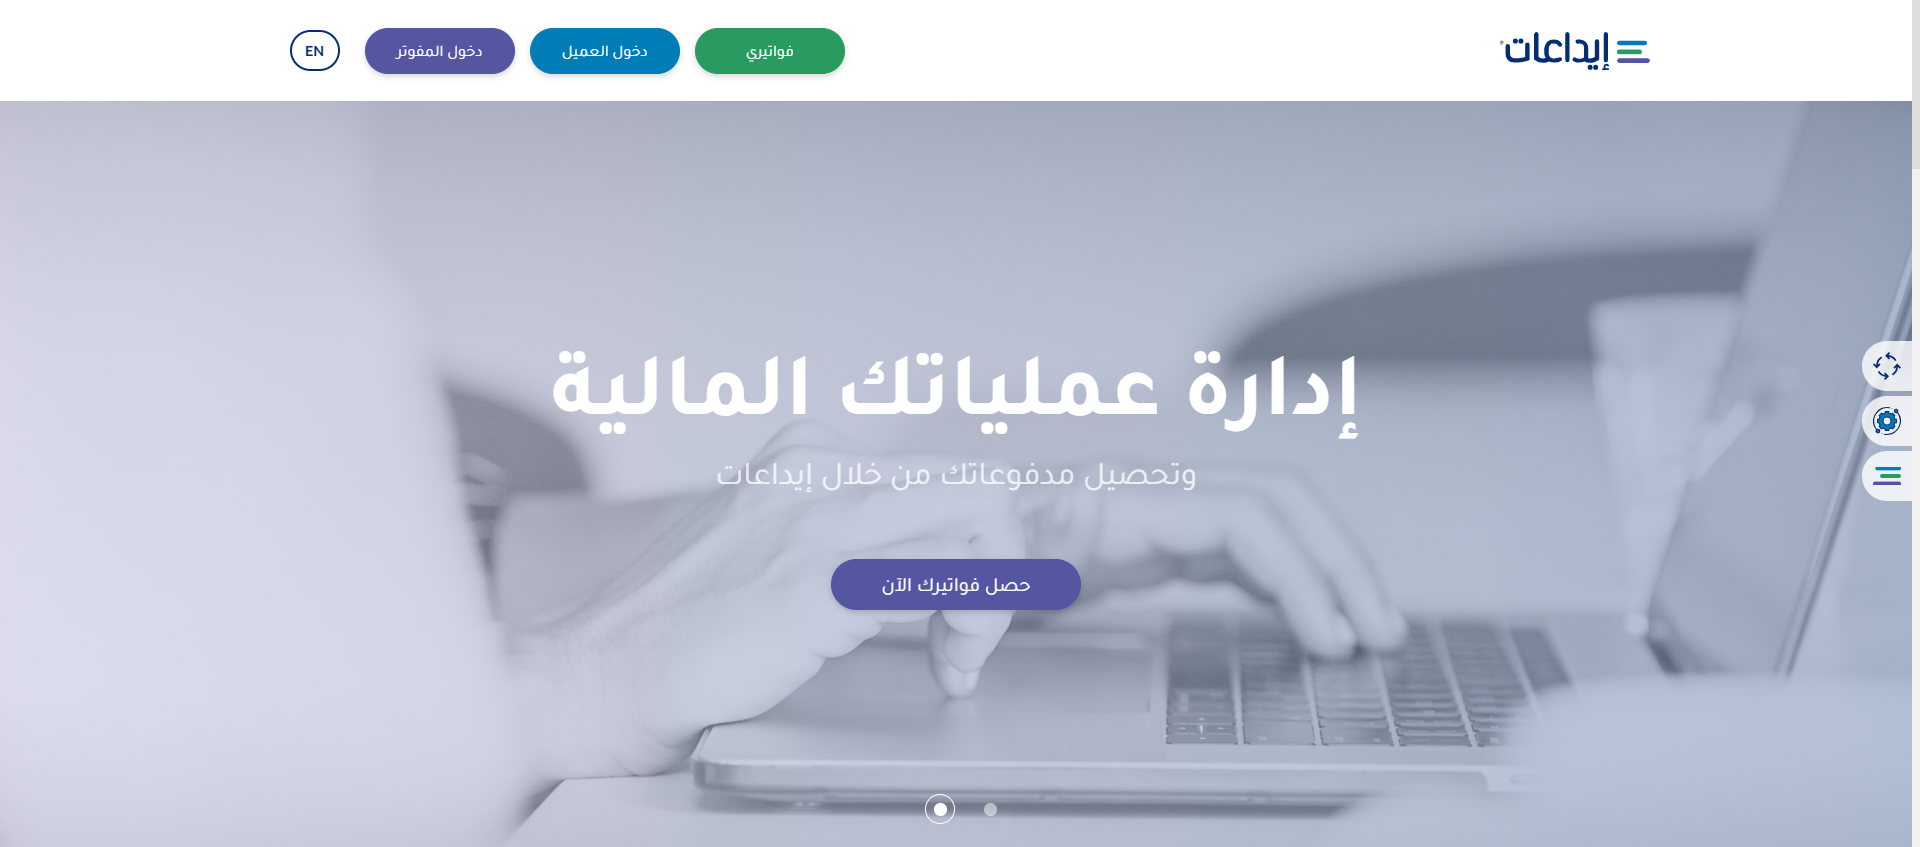 إيداعات
فواتيري
دخول العميل
دخول المفوتر
EN
إدارة عملياتك المالية
وتحصيل مدفوعاتك من خلال إيداعات
حصل فواتيرك الآن